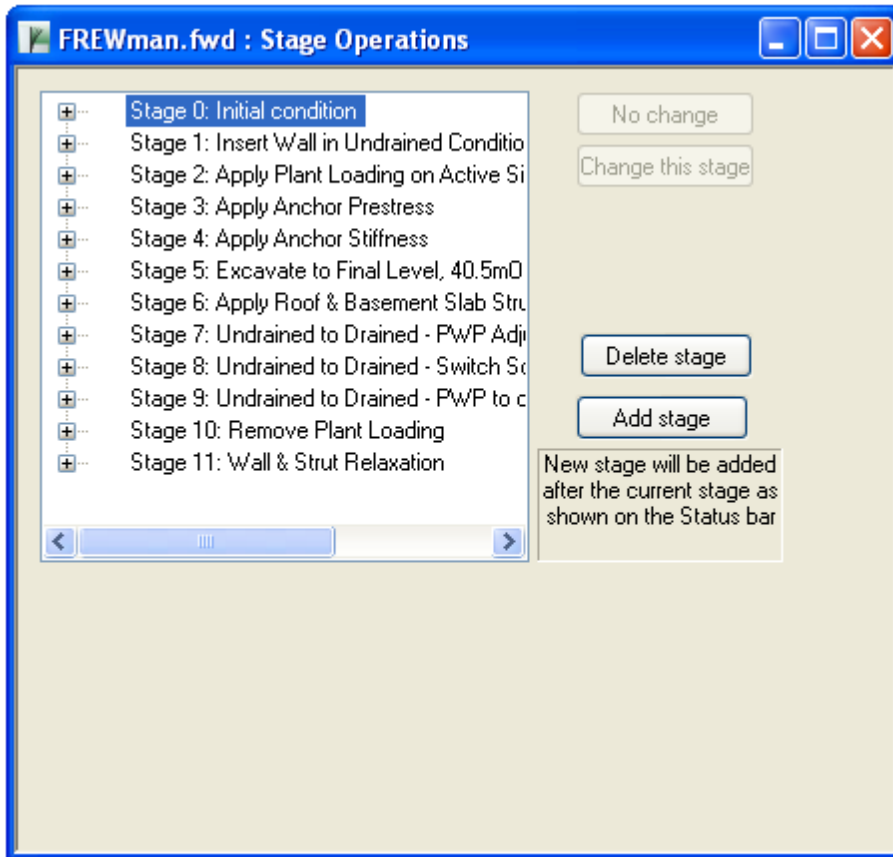 FREWman.fwd : Stage Operations
Stage 0: Initial condition
Stage 1: Insert Wall in Undrained Conditio
Stage 2: Apply Plant Loading on Active Si
Stage 3: Apply Anchor Prestress
Stage 4: Apply Anchor Stiffness
Stage 5: Excavate to Final Level, 40.5mO
Stage 6: Apply Roof & Basement Slab Stru
Stage 7: Undrained to Drained - PWP Adj
Stage 8: Undrained to Drained - Switch So
Stage 9: Undrained to Drained - PWP to c
Stage 10: Remove Plant Loading
Stage 11: Wall & Strut Relaxation
No change
Change this stage
Delete stage
Add stage
New stage will be added
after the current stage as
shown on the Status bar